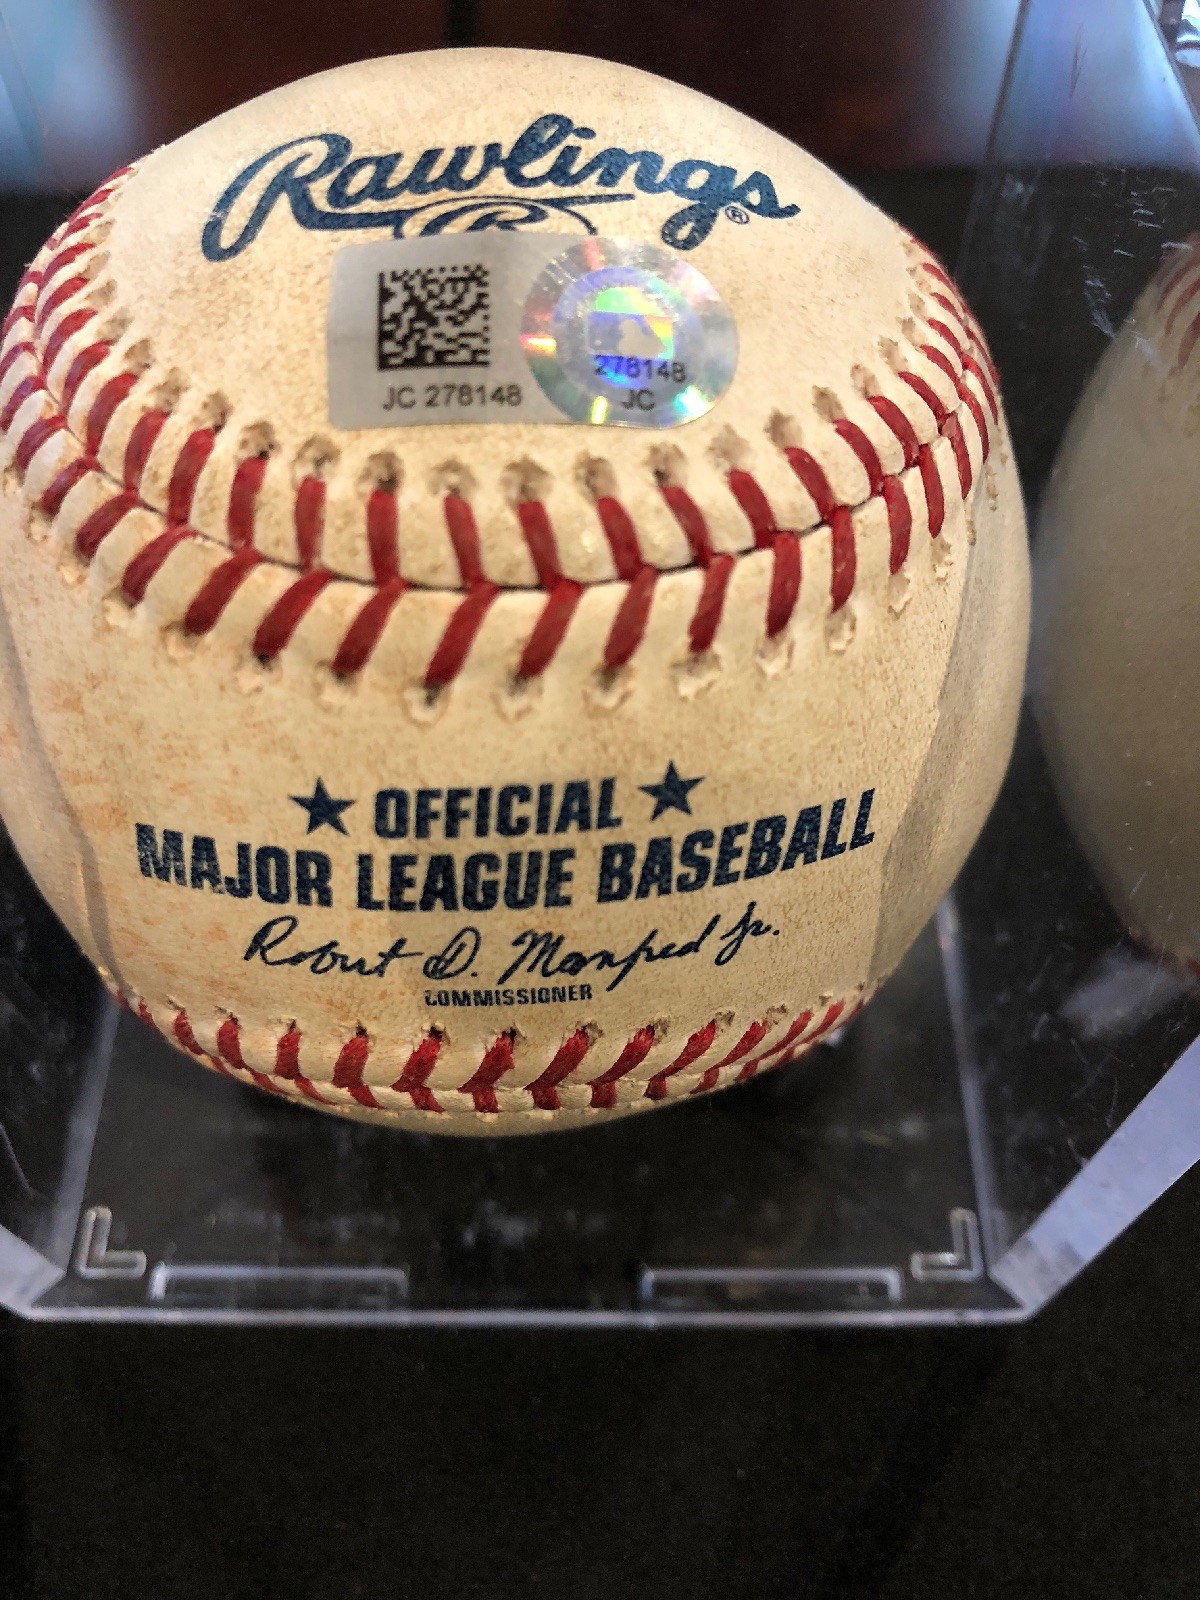 Rawlings®
R
JC 278148
278148
JC
OFFICIAL
MAJOR LEAGUE BASEBALL
Robert D. Manfred Jr.
COMMISSIONER